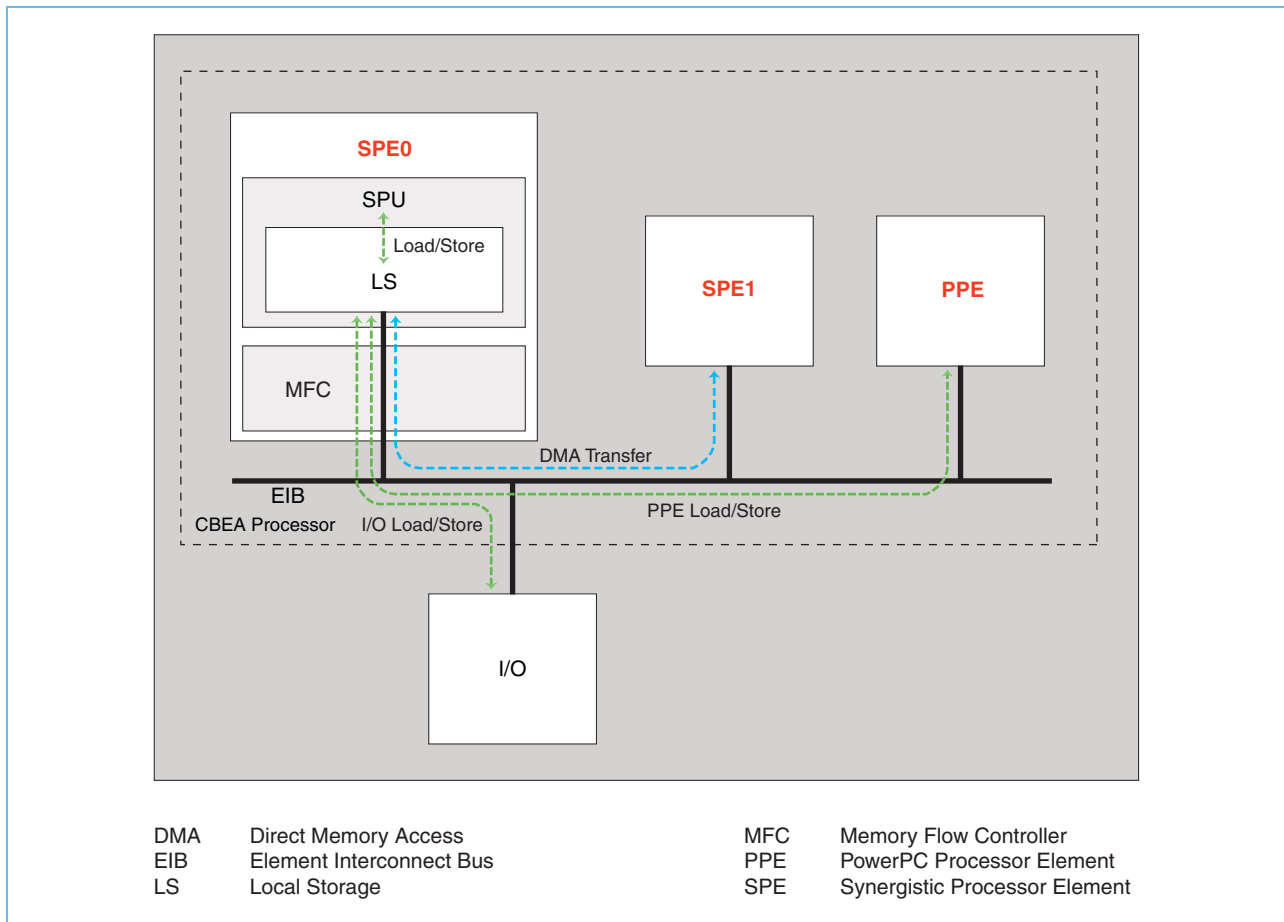 SPE0
SPU
Load/Store
LS
SPE1
PPE
MFC
DMA Transfer
EIB
PPE Load/Store
CBEA Processor
I/O Load/Store
I/O
DMA Direct Memory Access
EIB Element Interconnect Bus
LS Local Storage
MFC Memory Flow Controller
PPE PowerPC Processor Element
SPE Synergistic Processor Element